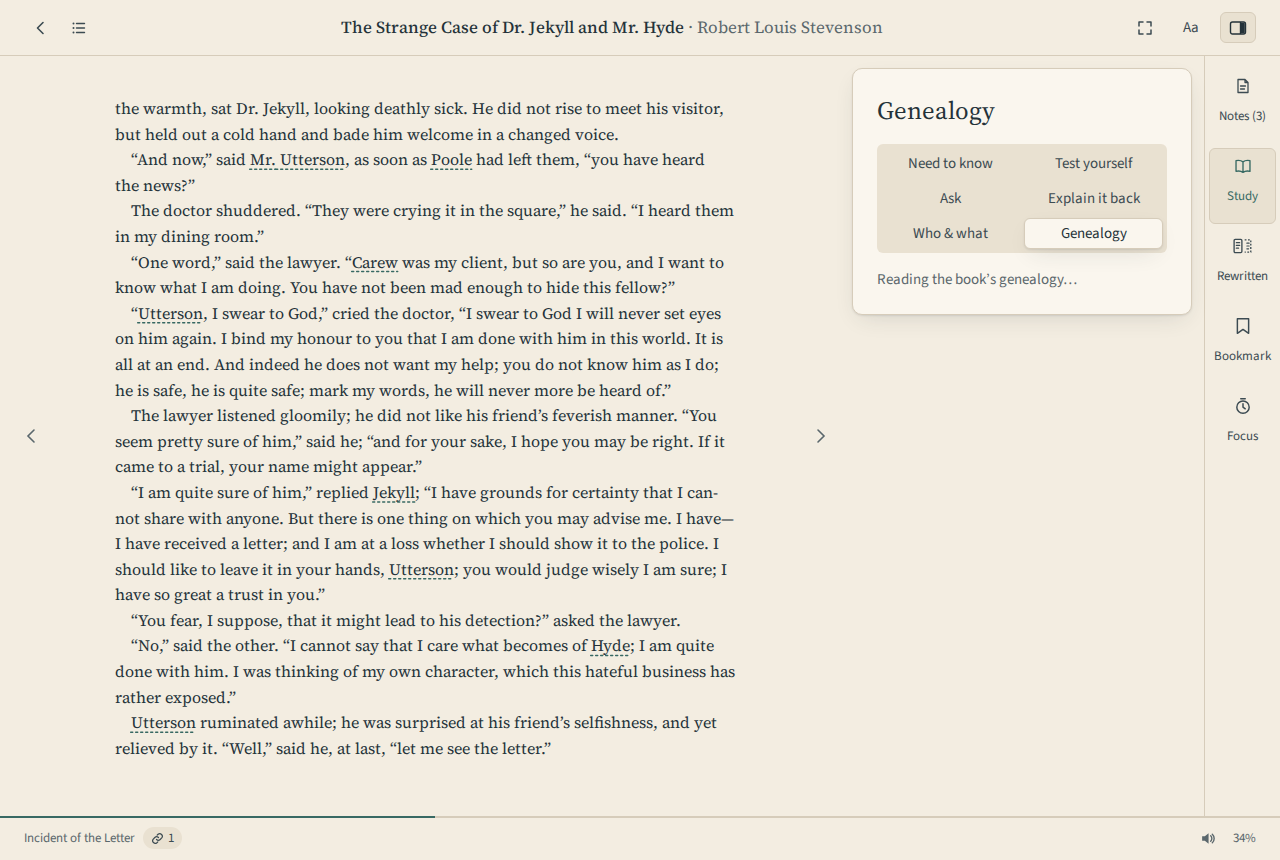 The Strange Case of Dr. Jekyll and Mr. Hyde · Robert Louis Stevenson
Aa
the warmth, sat Dr. Jekyll, looking deathly sick. He did not rise to meet his visitor,
but held out a cold hand and bade him welcome in a changed voice.
“And now,” said Mr. Utterson, as soon as Poole had left them, “you have heard
the news?”
The doctor shuddered. “They were crying it in the square,” he said. “I heard them
in my dining room.”
“One word,” said the lawyer. “Carew was my client, but so are you, and I want to
know what I am doing. You have not been mad enough to hide this fellow?”
“Utterson, I swear to God,” cried the doctor, “I swear to God I will never set eyes
on him again. I bind my honour to you that I am done with him in this world. It is
all at an end. And indeed he does not want my help; you do not know him as I do;
he is safe, he is quite safe; mark my words, he will never more be heard of.”
The lawyer listened gloomily; he did not like his friend’s feverish manner. “You
seem pretty sure of him,” said he; “and for your sake, I hope you may be right. If it
came to a trial, your name might appear.”
“I am quite sure of him,” replied Jekyll; “I have grounds for certainty that I can-
not share with anyone. But there is one thing on which you may advise me. I have—
I have received a letter; and I am at a loss whether I should show it to the police. I
should like to leave it in your hands, Utterson; you would judge wisely I am sure; I
have so great a trust in you.”
“You fear, I suppose, that it might lead to his detection?” asked the lawyer.
“No,” said the other. “I cannot say that I care what becomes of Hyde; I am quite
done with him. I was thinking of my own character, which this hateful business has
rather exposed.”
Utterson ruminated awhile; he was surprised at his friend’s selfishness, and yet
relieved by it. “Well,” said he, at last, “let me see the letter.”
Genealogy
Need to know
Test yourself
Ask
Explain it back
Who & what
Genealogy
Reading the book’s genealogy…
Notes (3)
Study
Rewritten
Bookmark
Focus
Incident of the Letter
1
34%